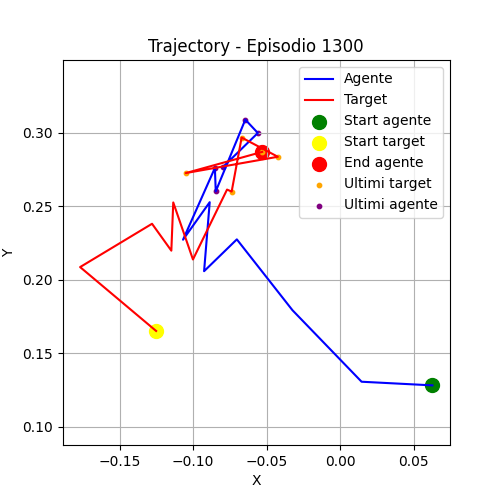 Trajectory - Episodio 1300
Agente
Target
Start agente
Start target
End agente
Ultimi target
Ultimi agente
Y
0.30
0.25
0.20
0.15
0.10
−0.15
−0.10
−0.05
0.00
0.05
X